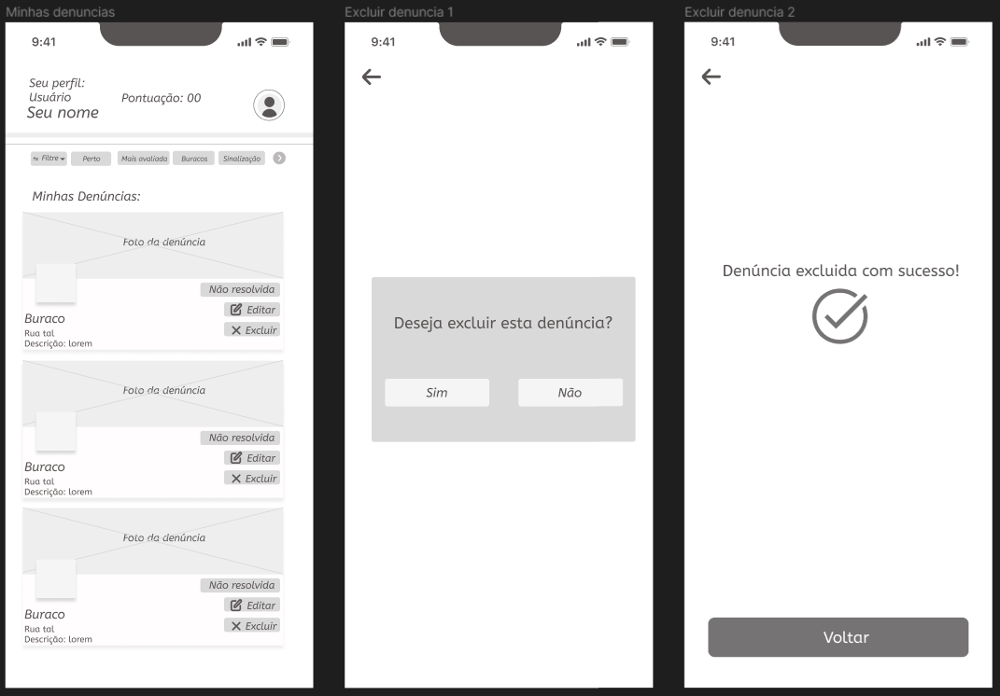 Minhas denuncias
9:41
Seu perfil:
Usuário
Seu nome
Pontuação: 00
Filtre
Perto
Mais avaliada
Buracos
Sinalização
Minhas Denúncias:
Foto da denúncia
Não resolvida
Editar
Excluir
Buraco
Rua tal
Descrição: lorem
Foto da denúncia
Não resolvida
Editar
Excluir
Buraco
Rua tal
Descrição: lorem
Foto da denúncia
Não resolvida
Editar
Excluir
Buraco
Rua tal
Descrição: lorem
Excluir denuncia 1
9:41
Deseja excluir esta denúncia?
Sim
Não
Excluir denuncia 2
9:41
Denúncia excluida com sucesso!
Voltar